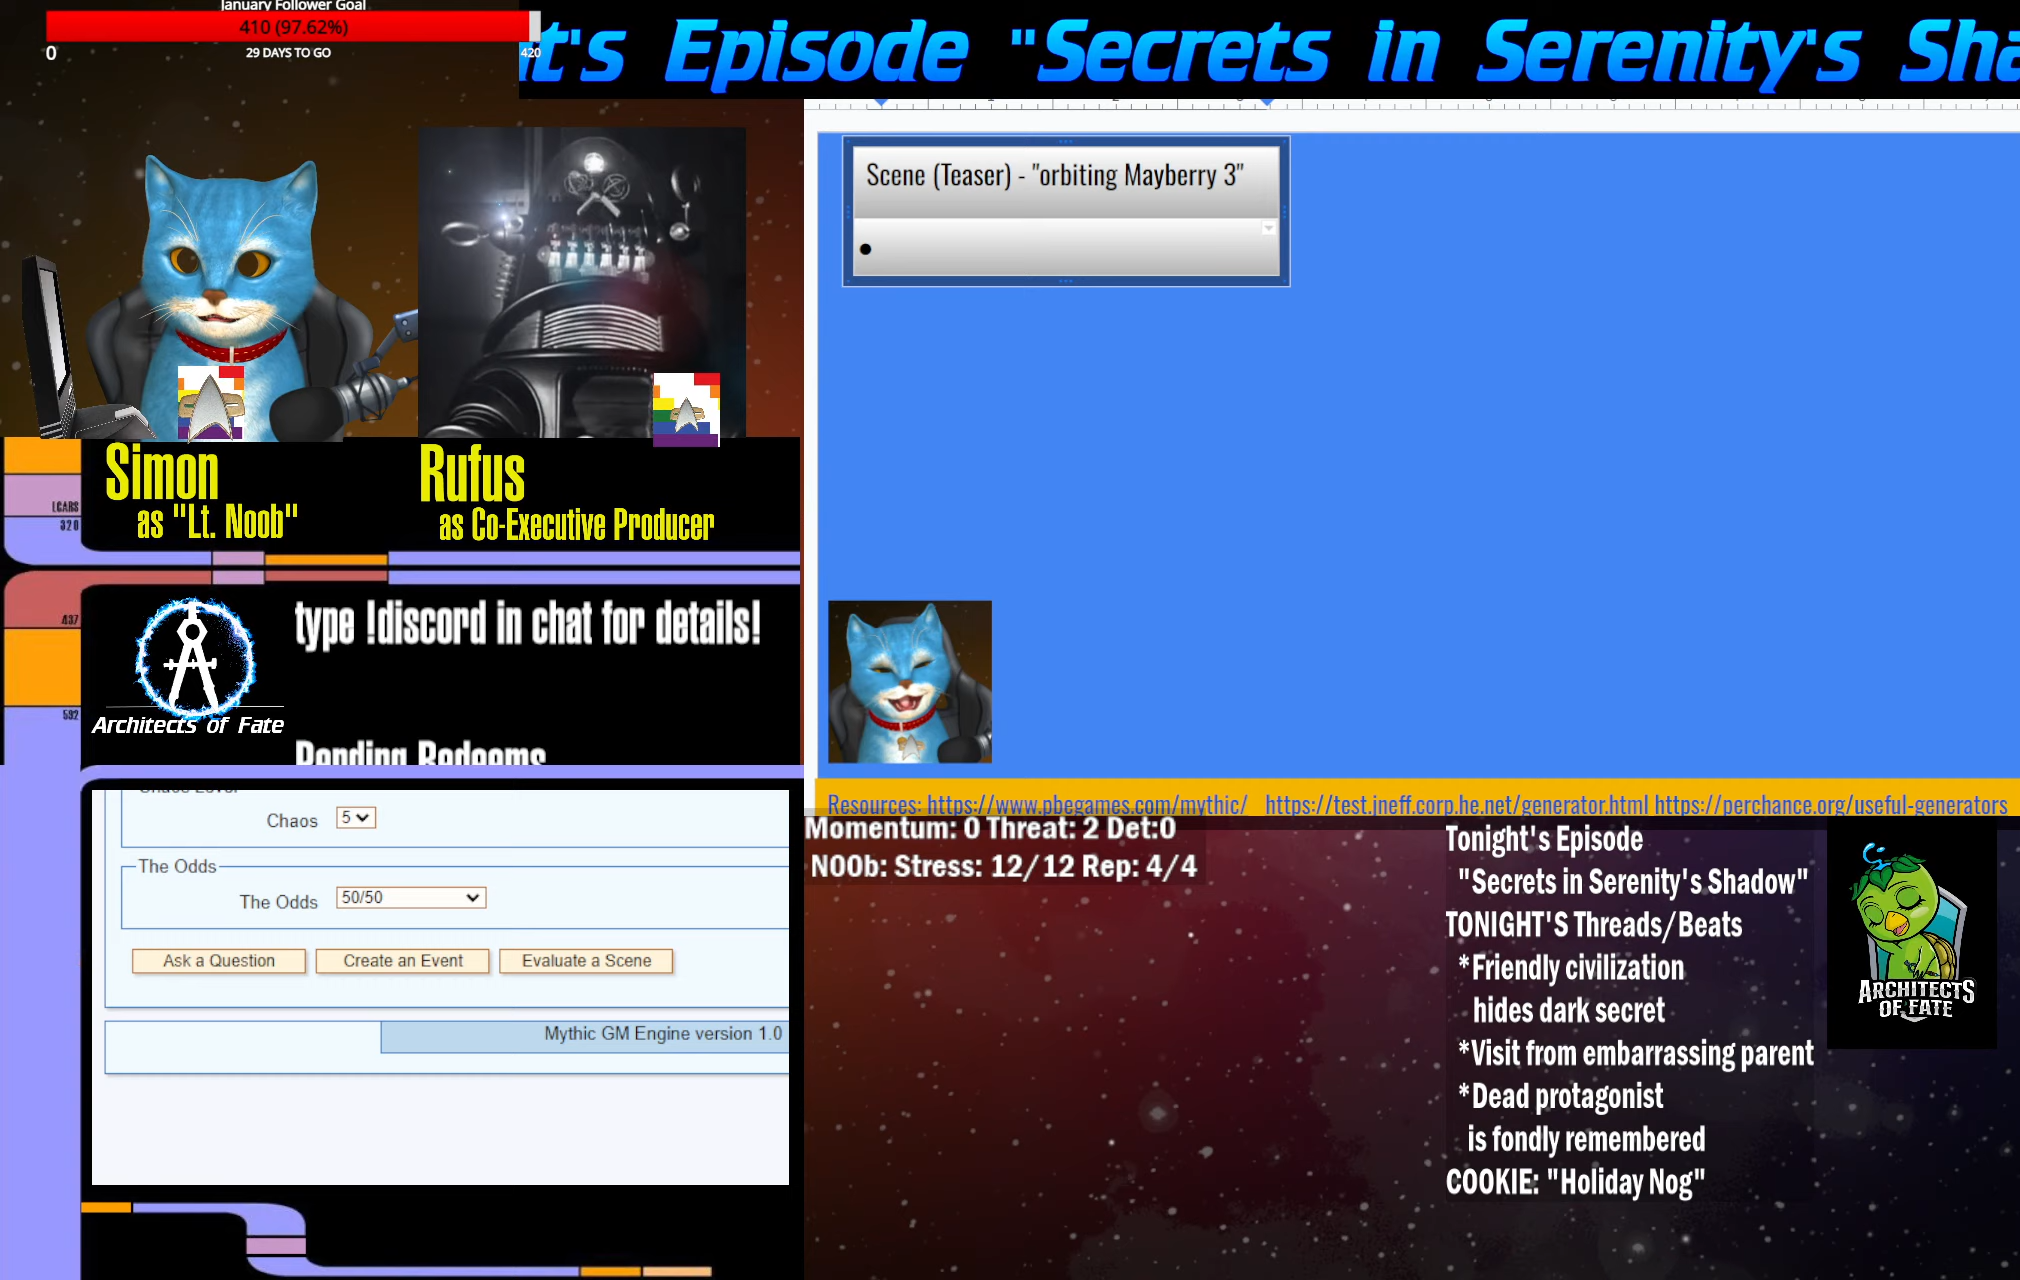 January Follower Goal
410 (97.62%)
0
29 DAYS TO GO
420
t's Episode "Secrets in Serenity's Sha
Scene (Teaser) - "orbiting Mayberry 3"
Simon
as "Lt. Noob"
Rufus
as Co-Executive Producer
LCARS
320
437
592
type !discord in chat for details!
Architects of Fate
Pending Redeems
Chaos Level
Chaos
5
The Odds
The Odds
50/50
Ask a Question
Create an Event
Evaluate a Scene
Mythic GM Engine version 1.0
Resources: https://www.pbegames.com/mythic/ https://test.jneff.corp.he.net/generator.html https://perchance.org/useful-generators
Momentum: 0 Threat: 2 Det:0
N00b: Stress: 12/12 Rep: 4/4
Tonight's Episode
"Secrets in Serenity's Shadow"
TONIGHT'S Threads/Beats
*Friendly civilization
hides dark secret
*Visit from embarrassing parent
*Dead protagonist
is fondly remembered
COOKIE: "Holiday Nog"
ARCHITECTS
OF FATE